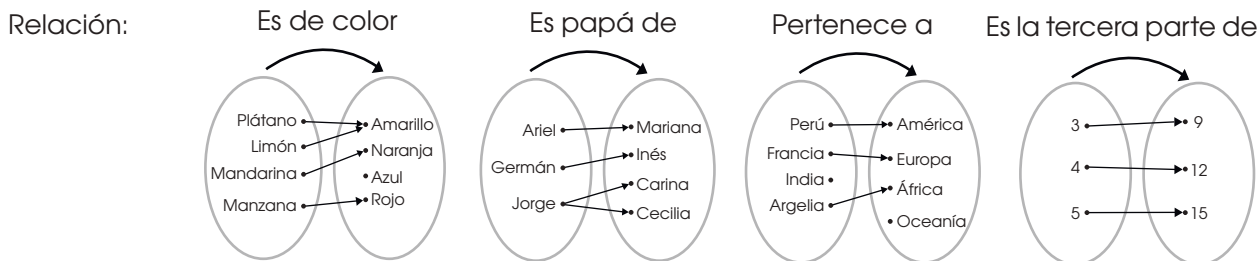 Relación:
Es de color
Plátano
Limón
Mandarina
Manzana
Amarillo
Naranja
Azul
Rojo
Es papá de
Ariel
Germán
Jorge
Mariana
Inés
Carina
Cecilia
Pertenece a
Perú
Francia
India
Argelia
América
Europa
África
Oceanía
Es la tercera parte de
3
4
5
9
12
15